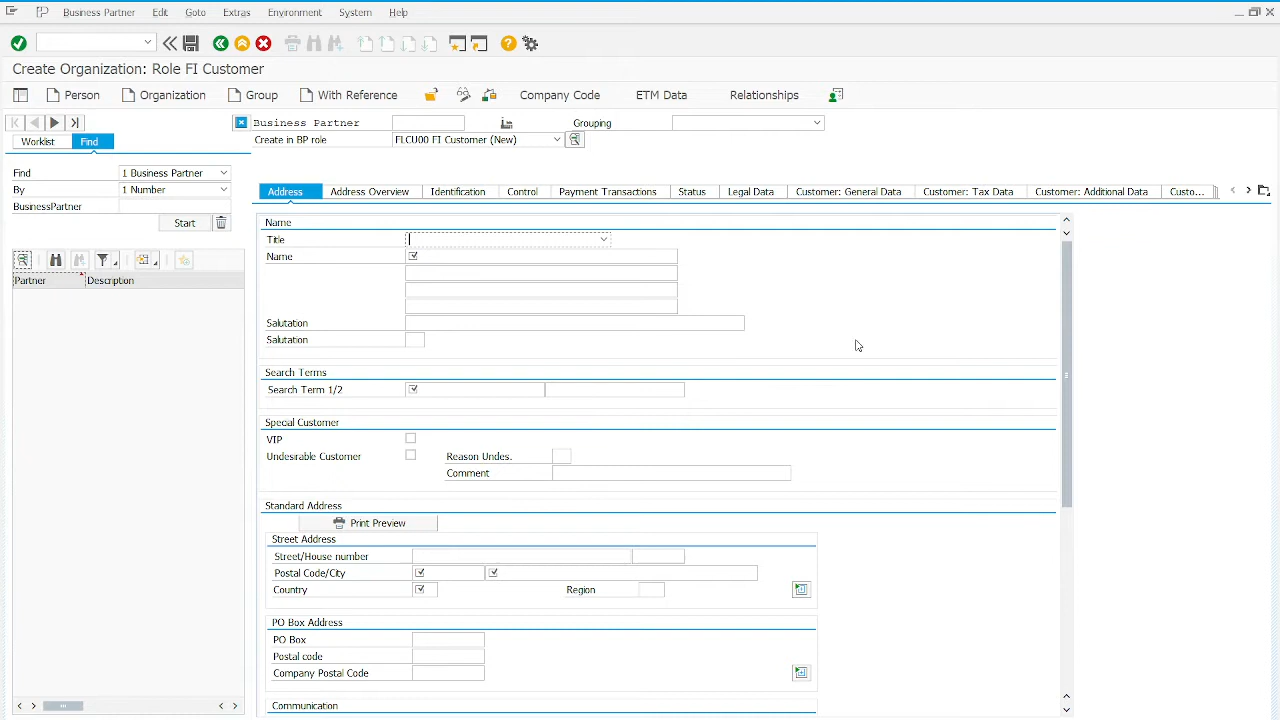 Business Partner Edit Goto Extras Environment System Help
Create Organization: Role FI Customer
Person Organization Group With Reference Company Code ETM Data Relationships
Business Partner Grouping
Worklist Find
Create in BP role FLCU00 FI Customer (New)
Find 1 Business Partner
By 1 Number
BusinessPartner
Start
Partner Description
Address Address Overview Identification Control Payment Transactions Status Legal Data Customer: General Data Customer: Tax Data Customer: Additional Data Custo...
Name
Title
Name
Salutation
Salutation
Search Terms
Search Term 1/2
Special Customer
VIP
Undesirable Customer Reason Undes.
Comment
Standard Address
Print Preview
Street Address
Street/House number
Postal Code/City
Country Region
PO Box Address
PO Box
Postal code
Company Postal Code
Communication